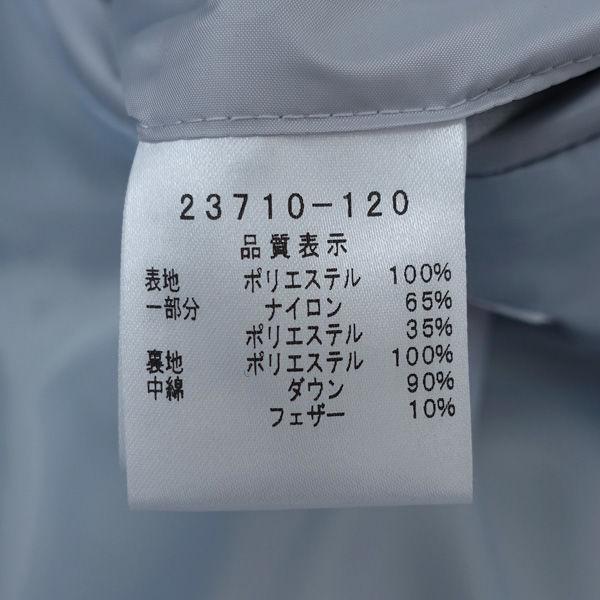 23710-120
品質表示
表地 ポリエステル 100%
一部分 ナイロン 65%
ポリエステル 35%
裏地 ポリエステル 100%
中綿 ダウン 90%
フェザー 10%